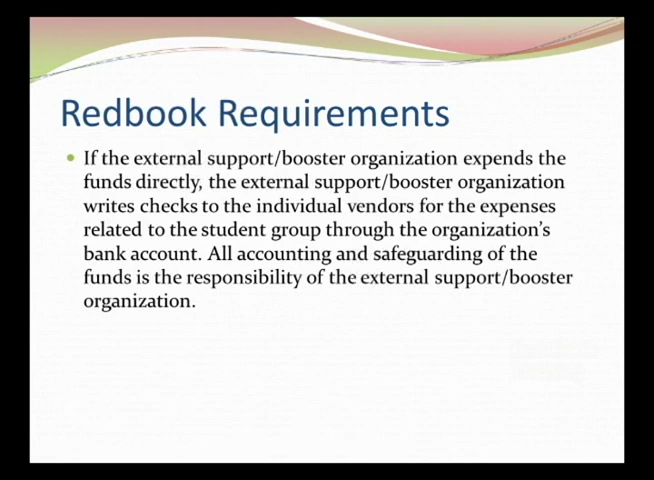 Redbook Requirements
• If the external support/booster organization expends the
funds directly, the external support/booster organization
writes checks to the individual vendors for the expenses
related to the student group through the organization's
bank account. All accounting and safeguarding of the
funds is the responsibility of the external support/booster
organization.